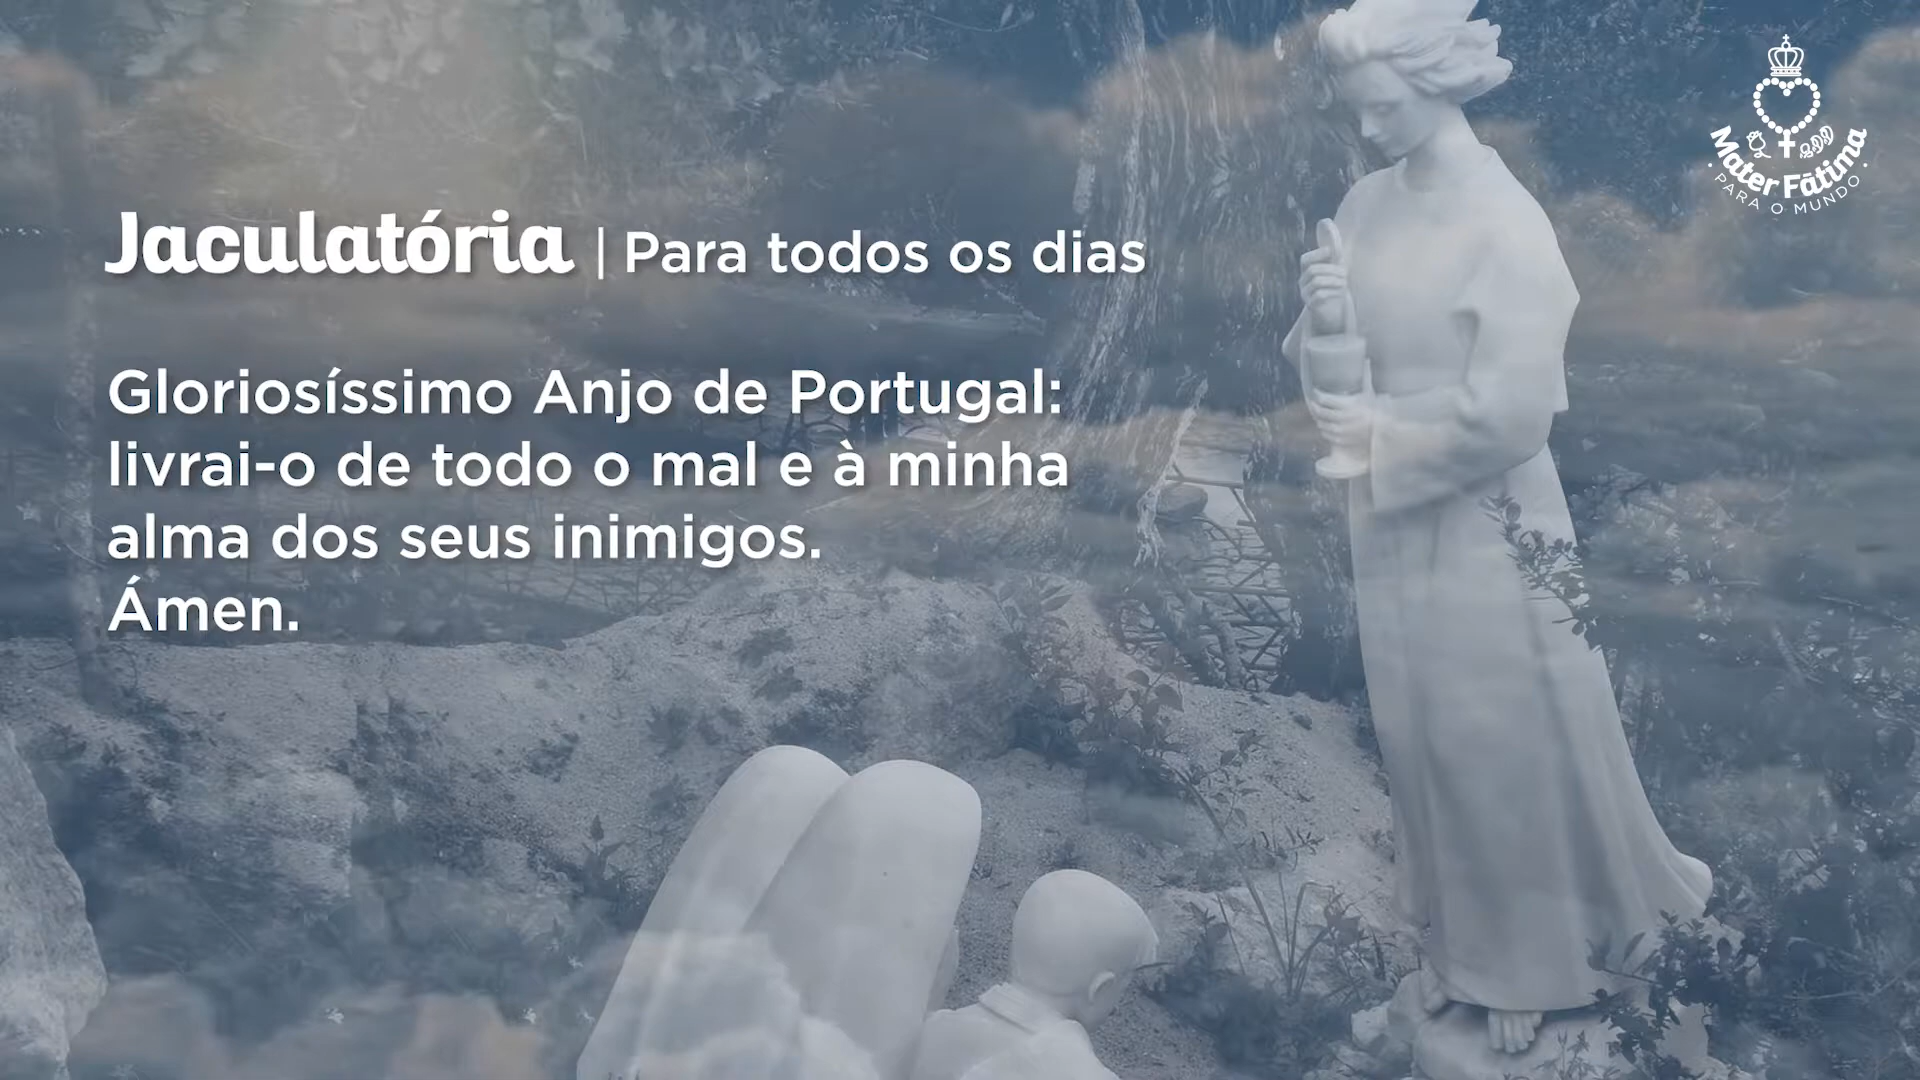 Mater Fátima
PARA O MUNDO
Jaculatória | Para todos os dias
Gloriosíssimo Anjo de Portugal:
livrai-o de todo o mal e à minha
alma dos seus inimigos.
Ámen.